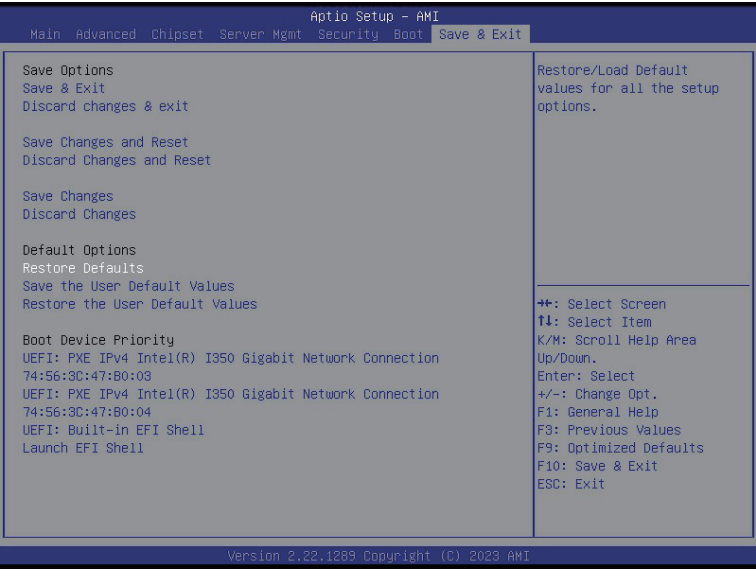 Aptio Setup – AMI
Main Advanced Chipset Server Mgmt Security Boot Save & Exit
Save Options
Save & Exit
Discard changes & exit
Save Changes and Reset
Discard Changes and Reset
Save Changes
Discard Changes
Default Options
Restore Defaults
Save the User Default Values
Restore the User Default Values
Boot Device Priority
UEFI: PXE IPv4 Intel(R) I350 Gigabit Network Connection
74:56:3C:47:B0:03
UEFI: PXE IPv4 Intel(R) I350 Gigabit Network Connection
74:56:3C:47:B0:04
UEFI: Built-in EFI Shell
Launch EFI Shell
Restore/Load Default
values for all the setup
options.
→←: Select Screen
↑↓: Select Item
K/M: Scroll Help Area
Up/Down.
Enter: Select
+/-: Change Opt.
F1: General Help
F3: Previous Values
F9: Optimized Defaults
F10: Save & Exit
ESC: Exit
Version 2.22.1289 Copyright (C) 2023 AMI